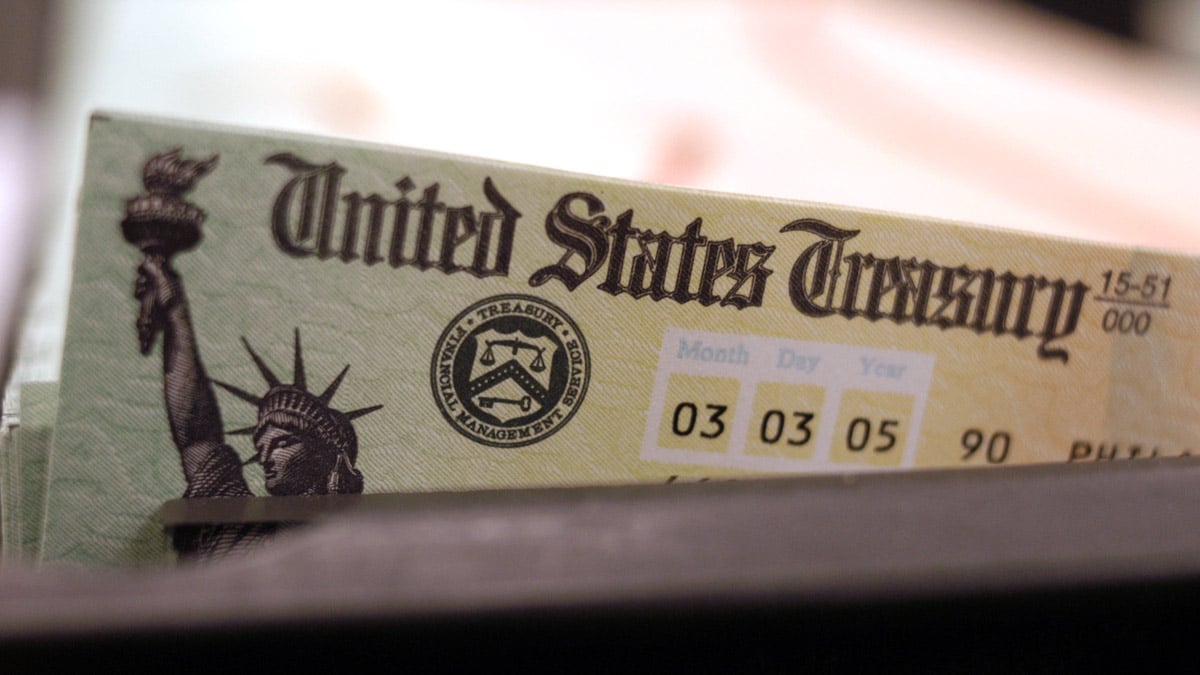 United States Treasury
15-51
000
TREASURY
FINANCIAL MANAGEMENT SERVICE
Month Day Year
03 03 05 90